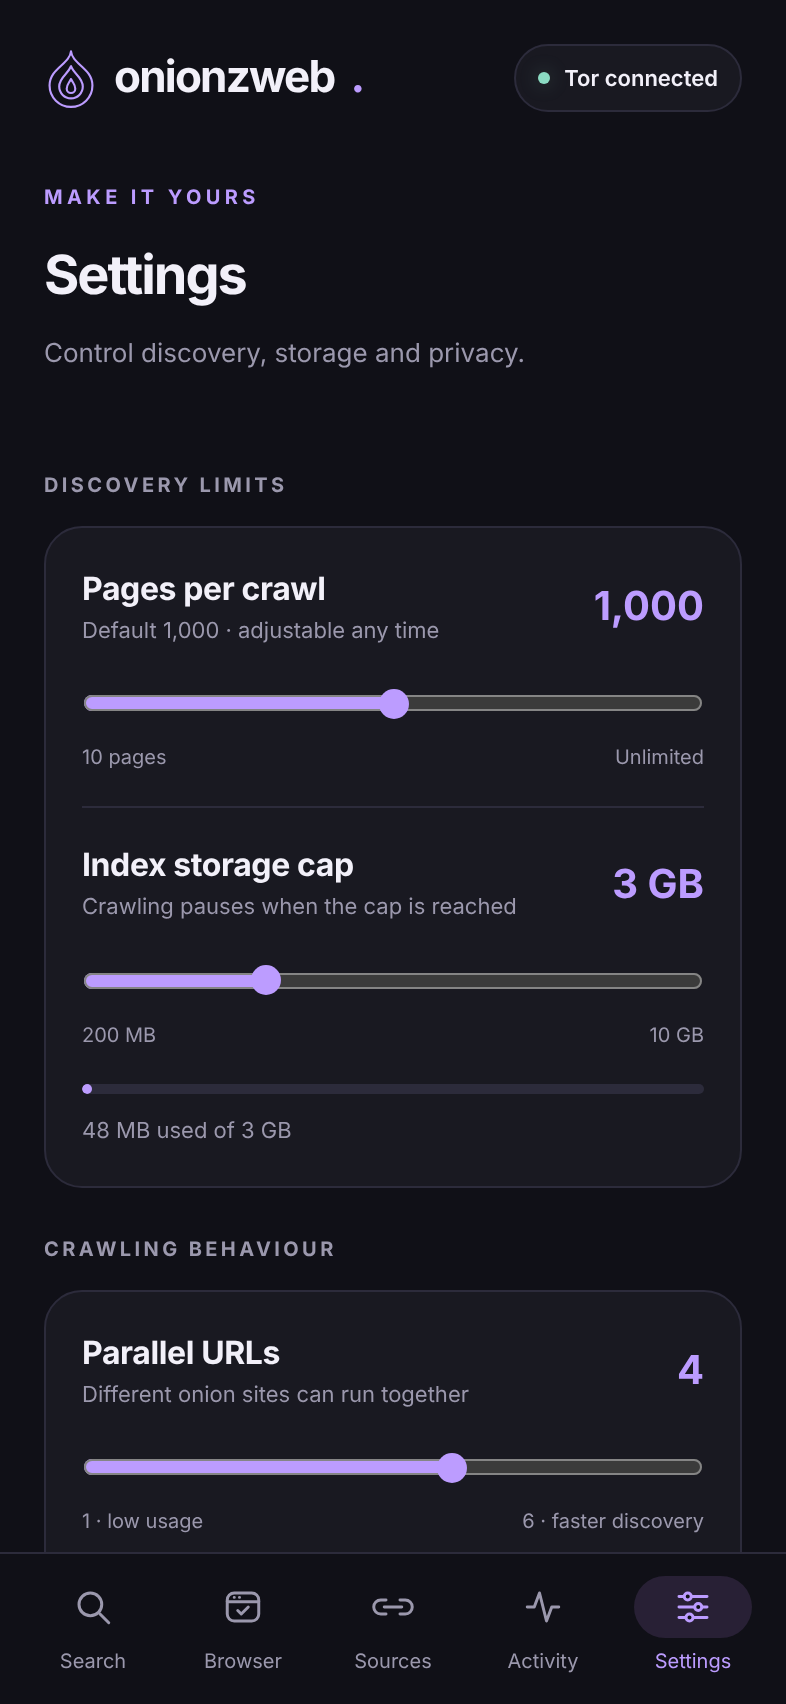 onionzweb .
Tor connected
MAKE IT YOURS
Settings
Control discovery, storage and privacy.
DISCOVERY LIMITS
Pages per crawl
1,000
Default 1,000 · adjustable any time
10 pages
Unlimited
Index storage cap
3 GB
Crawling pauses when the cap is reached
200 MB
10 GB
48 MB used of 3 GB
CRAWLING BEHAVIOUR
Parallel URLs
4
Different onion sites can run together
1 · low usage
6 · faster discovery
Search
Browser
Sources
Activity
Settings